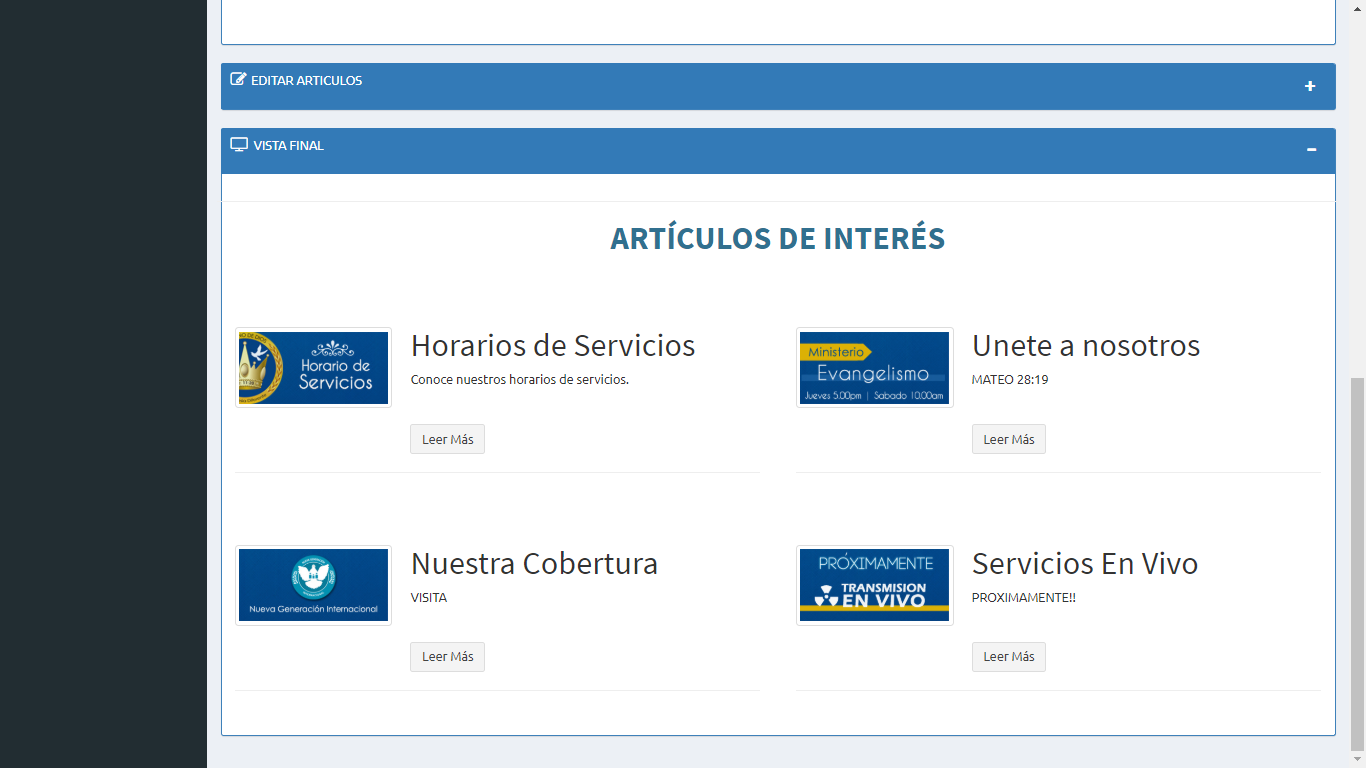 EDITAR ARTICULOS
VISTA FINAL
ARTÍCULOS DE INTERÉS
Horario de
Servicios
Horarios de Servicios
Conoce nuestros horarios de servicios.
Leer Más
Ministerio
Evangelismo
Jueves 5.00pm | Sabado 10.00am
Unete a nosotros
MATEO 28:19
Leer Más
Nueva Generación Internacional
Nuestra Cobertura
VISITA
Leer Más
PRÓXIMAMENTE
TRANSMISION
EN VIVO
Servicios En Vivo
PROXIMAMENTE!!
Leer Más